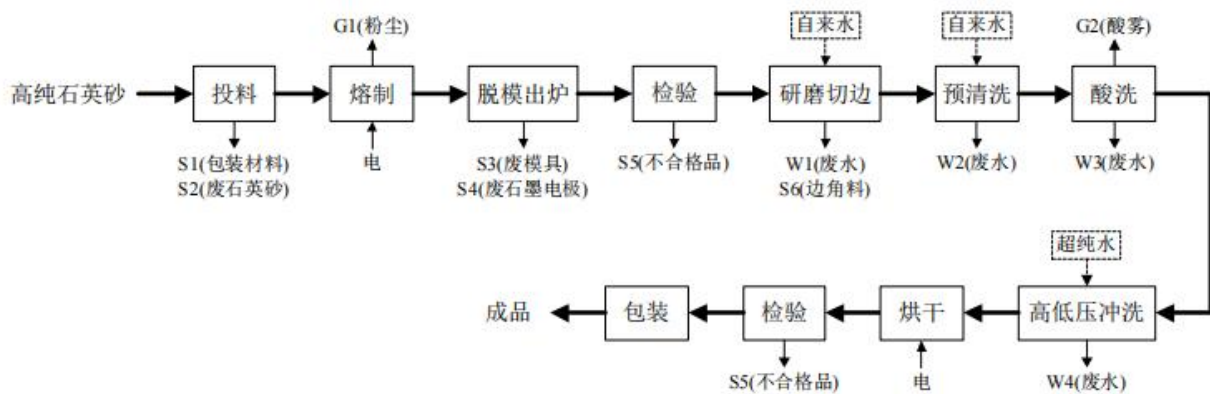 G1(粉尘)
自来水
自来水
G2(酸雾)
高纯石英砂
投料
熔制
脱模出炉
检验
研磨切边
预清洗
酸洗
S1(包装材料)
S2(废石英砂)
电
S3(废模具)
S4(废石墨电极)
S5(不合格品)
W1(废水)
S6(边角料)
W2(废水)
W3(废水)
超纯水
成品
包装
检验
烘干
高低压冲洗
S5(不合格品)
电
W4(废水)